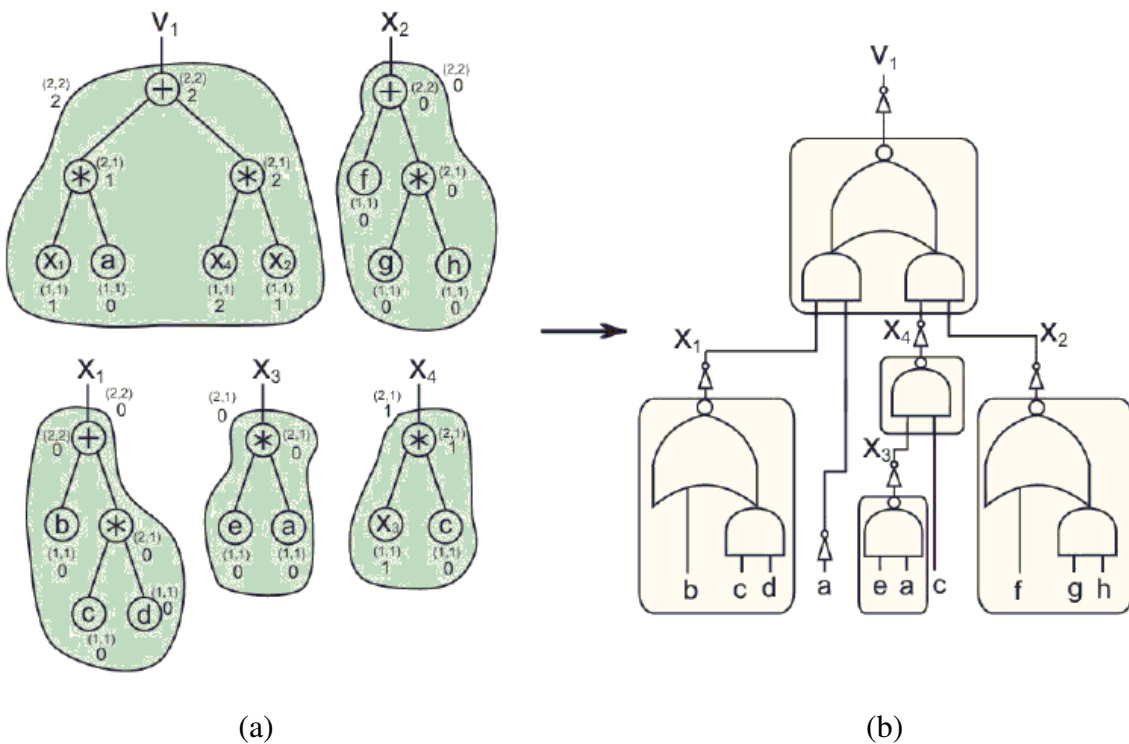 V1
(2,2)
2
+
(2,2)
2
*
(2,1)
1
*
(2,1)
2
X1
a
X4
X2
(1,1)
1
(1,1)
0
(1,1)
2
(1,1)
1
X2
(2,2)
0
+
(2,2)
0
f
(1,1)
0
*
(2,1)
0
g
h
(1,1)
0
(1,1)
0
X1
(2,2)
0
(2,2)
0
+
b
(1,1)
0
*
(2,1)
0
c
(1,1)
0
d
(1,1)
0
X3
(2,1)
0
*
(2,1)
0
e
a
(1,1)
0
(1,1)
0
X4
(2,1)
1
*
(2,1)
1
X3
c
(1,1)
1
(1,1)
0
(a)
V1
X1
X4
X2
X3
b
c d
a
e a
c
f
g h
(b)